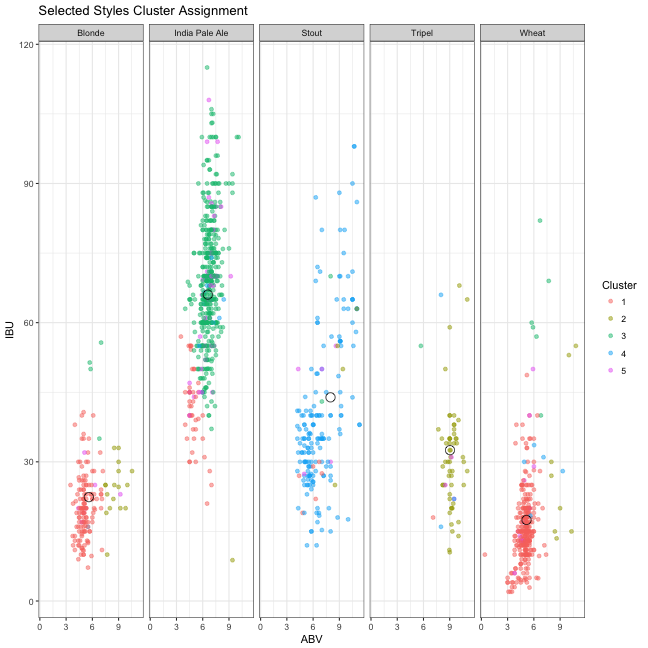 Selected Styles Cluster Assignment
Blonde India Pale Ale Stout Tripel Wheat
120
90
60
30
0
IBU
0 3 6 9 0 3 6 9 0 3 6 9 0 3 6 9 0 3 6 9
ABV
Cluster
1
2
3
4
5